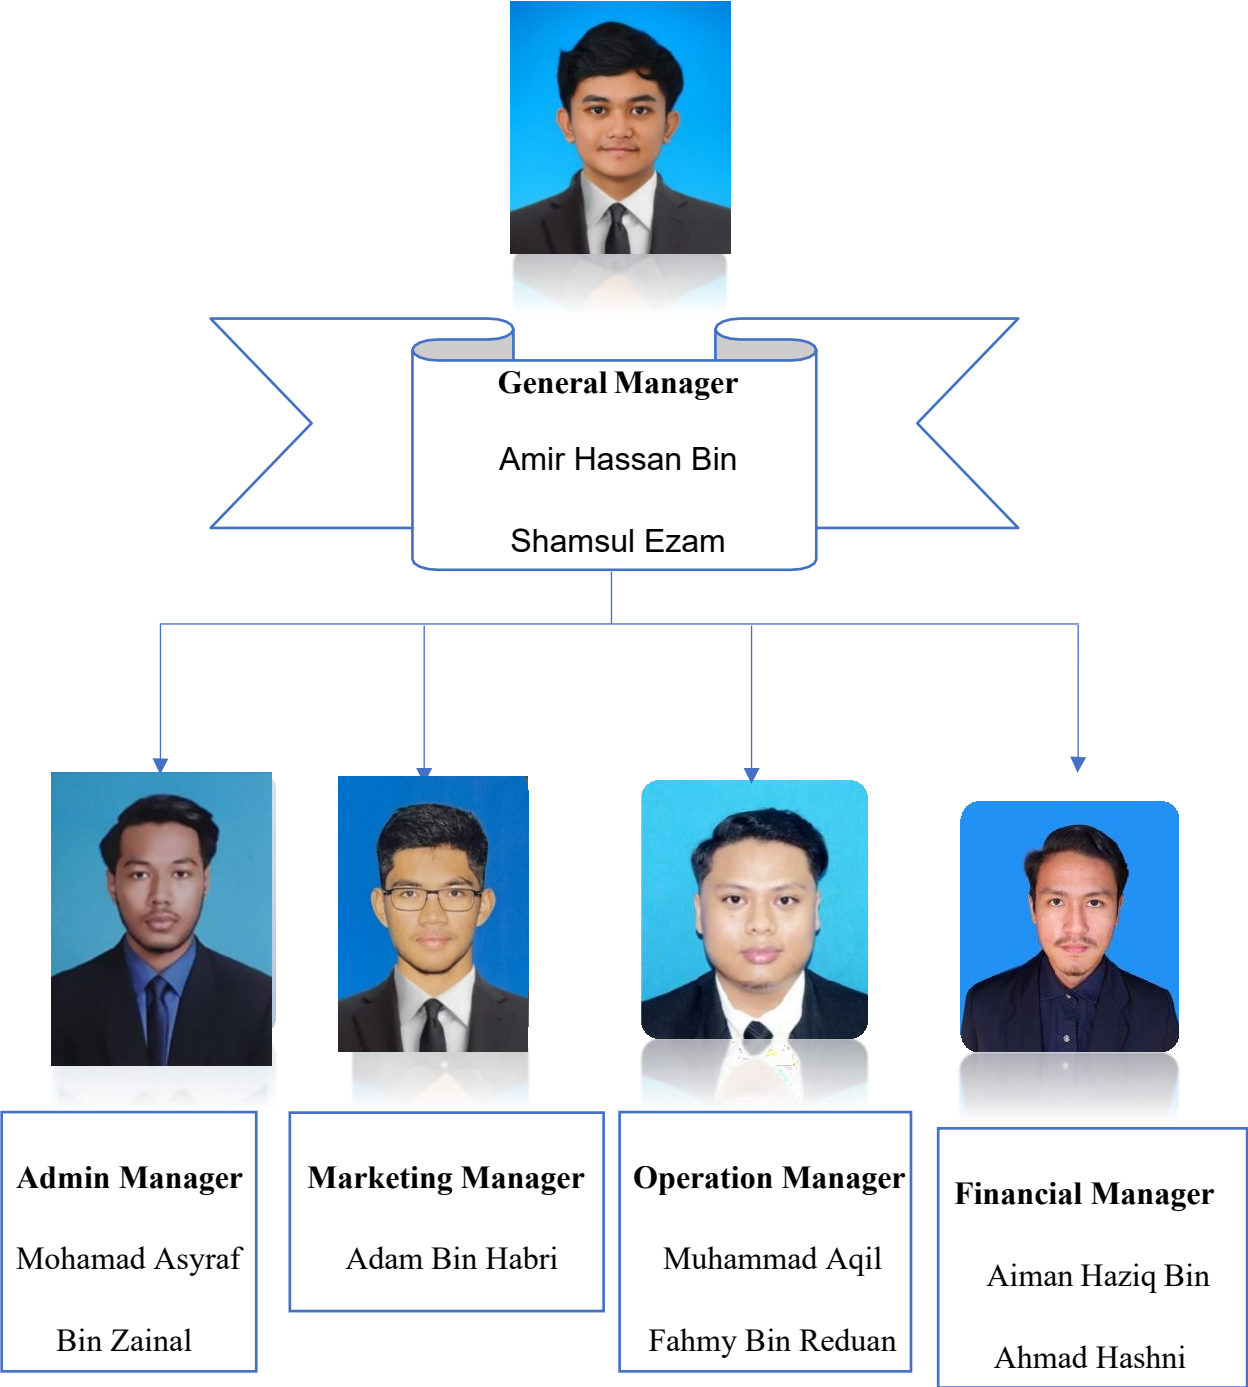 General Manager
Amir Hassan Bin
Shamsul Ezam
Admin Manager
Mohamad Asyraf
Bin Zainal
Marketing Manager
Adam Bin Habri
Operation Manager
Muhammad Aqil
Fahmy Bin Reduan
Financial Manager
Aiman Haziq Bin
Ahmad Hashni